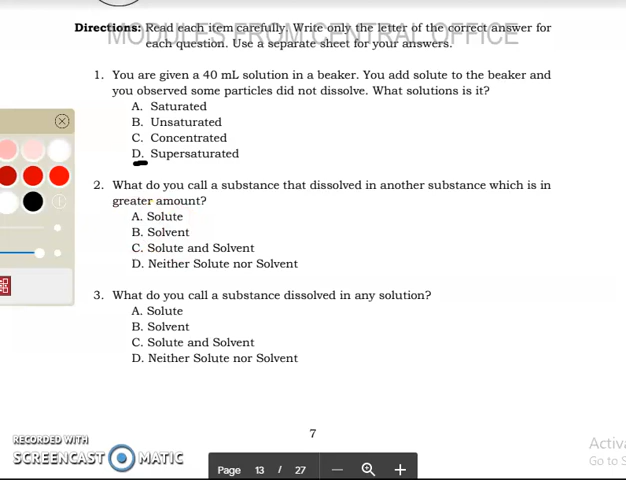 MODULES FROM CENTRAL OFFICE
Directions: Read each item carefully. Write only the letter of the correct answer for
each question. Use a separate sheet for your answers.
1. You are given a 40 mL solution in a beaker. You add solute to the beaker and
you observed some particles did not dissolve. What solutions is it?
A. Saturated
B. Unsaturated
C. Concentrated
D. Supersaturated
2. What do you call a substance that dissolved in another substance which is in
greater amount?
A. Solute
B. Solvent
C. Solute and Solvent
D. Neither Solute nor Solvent
3. What do you call a substance dissolved in any solution?
A. Solute
B. Solvent
C. Solute and Solvent
D. Neither Solute nor Solvent
7
RECORDED WITH
SCREENCAST MATIC
Page 13 / 27
Activ
Go to S